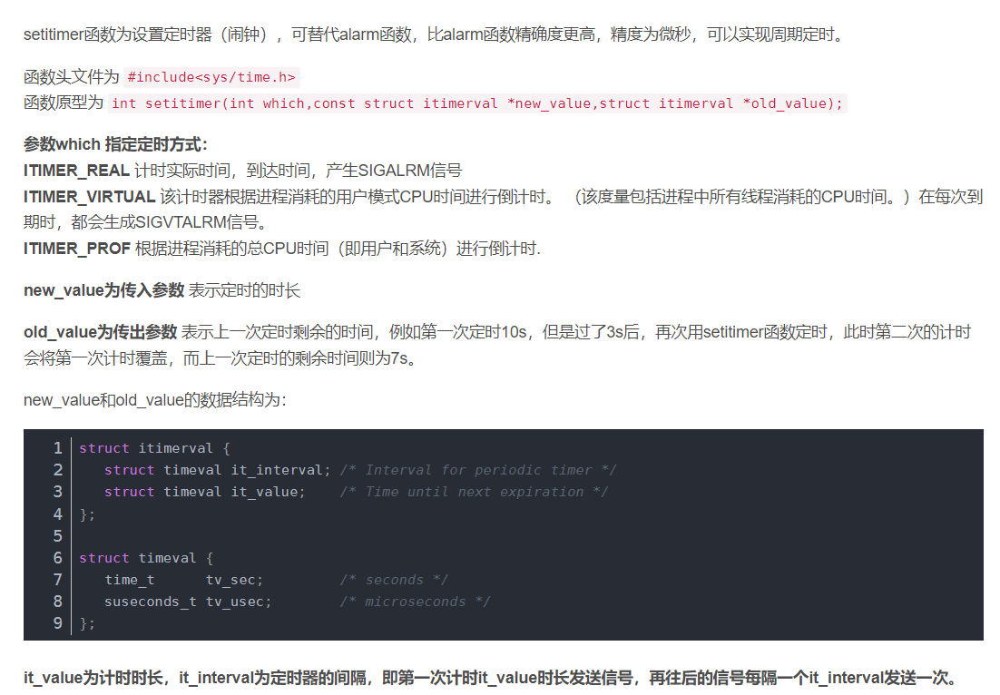 setitimer函数为设置定时器（闹钟），可替代alarm函数，比alarm函数精确度更高，精度为微秒，可以实现周期定时。
函数头文件为 #include<sys/time.h>
函数原型为 int setitimer(int which,const struct itimerval *new_value,struct itimerval *old_value);
参数which 指定定时方式：
ITIMER_REAL 计时实际时间，到达时间，产生SIGALRM信号
ITIMER_VIRTUAL 该计时器根据进程消耗的用户模式CPU时间进行倒计时。 （该度量包括进程中所有线程消耗的CPU时间。）在每次到
期时，都会生成SIGVTALRM信号。
ITIMER_PROF 根据进程消耗的总CPU时间（即用户和系统）进行倒计时.
new_value为传入参数 表示定时的时长
old_value为传出参数 表示上一次定时剩余的时间，例如第一次定时10s，但是过了3s后，再次用setitimer函数定时，此时第二次的计时
会将第一次计时覆盖，而上一次定时的剩余时间则为7s。
new_value和old_value的数据结构为：
1 struct itimerval {
2    struct timeval it_interval; /* Interval for periodic timer */
3    struct timeval it_value;    /* Time until next expiration */
4 };
5
6 struct timeval {
7    time_t      tv_sec;         /* seconds */
8    suseconds_t tv_usec;        /* microseconds */
9 };
it_value为计时时长，it_interval为定时器的间隔，即第一次计时it_value时长发送信号，再往后的信号每隔一个it_interval发送一次。